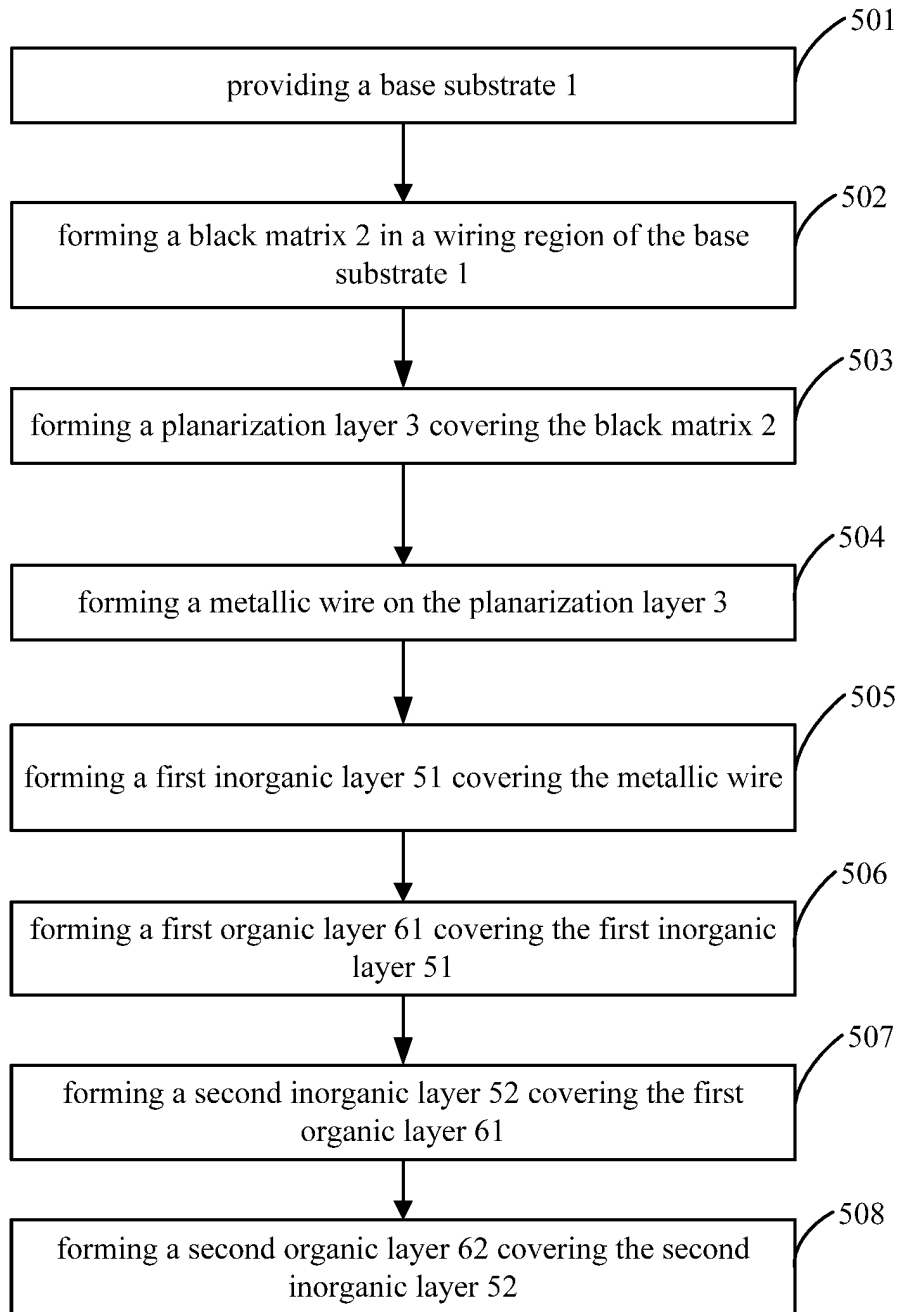 501
providing a base substrate 1
502
forming a black matrix 2 in a wiring region of the base
substrate 1
503
forming a planarization layer 3 covering the black matrix 2
504
forming a metallic wire on the planarization layer 3
505
forming a first inorganic layer 51 covering the metallic wire
506
forming a first organic layer 61 covering the first inorganic
layer 51
507
forming a second inorganic layer 52 covering the first
organic layer 61
508
forming a second organic layer 62 covering the second
inorganic layer 52